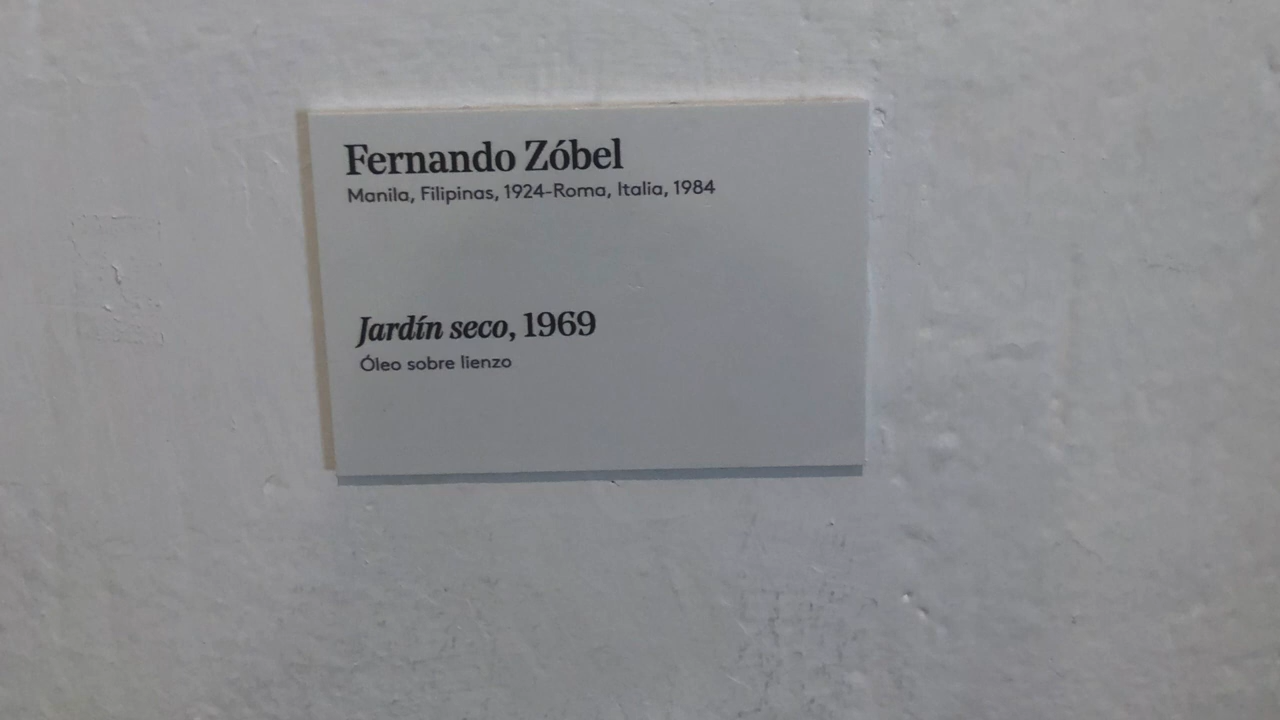 Fernando Zóbel
Manila, Filipinas, 1924-Roma, Italia, 1984
Jardín seco, 1969
Óleo sobre lienzo